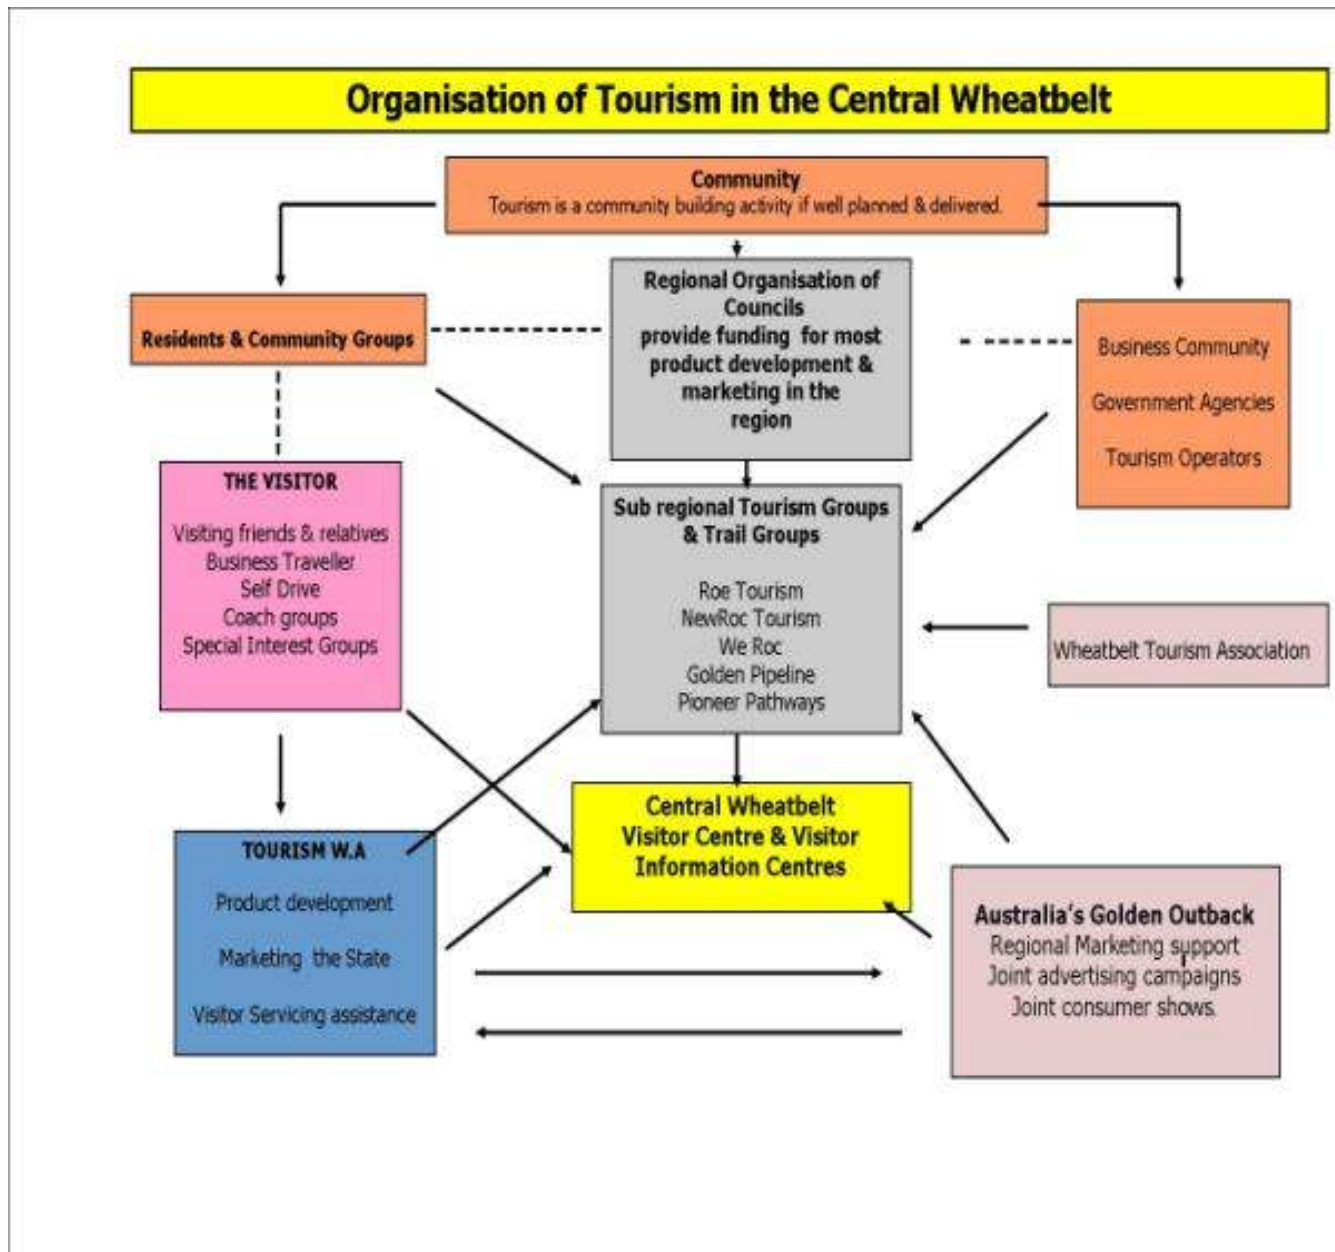 Organisation of Tourism in the Central Wheatbelt
Community
Tourism is a community building activity if well planned & delivered.
Regional Organisation of
Councils
provide funding for most
product development &
marketing in the
region
Residents & Community Groups
Business Community
Government Agencies
Tourism Operators
THE VISITOR
Visiting friends & relatives
Business Traveller
Self Drive
Coach groups
Special Interest Groups
Sub regional Tourism Groups
& Trail Groups
Roe Tourism
NewRoc Tourism
We Roc
Golden Pipeline
Pioneer Pathways
Wheatbelt Tourism Association
Central Wheatbelt
Visitor Centre & Visitor
Information Centres
TOURISM W.A
Product development
Marketing the State
Visitor Servicing assistance
Australia's Golden Outback
Regional Marketing support
Joint advertising campaigns
Joint consumer shows.